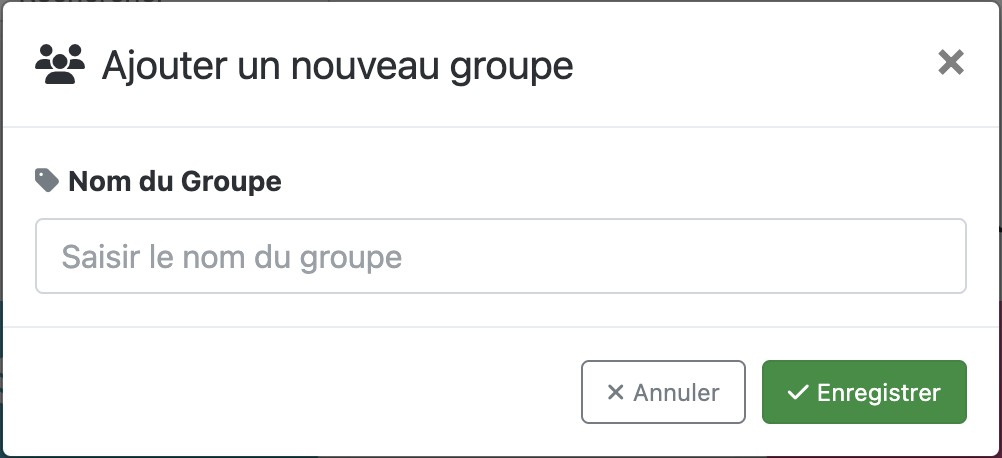 Ajouter un nouveau groupe
Nom du Groupe
Saisir le nom du groupe
Annuler
Enregistrer